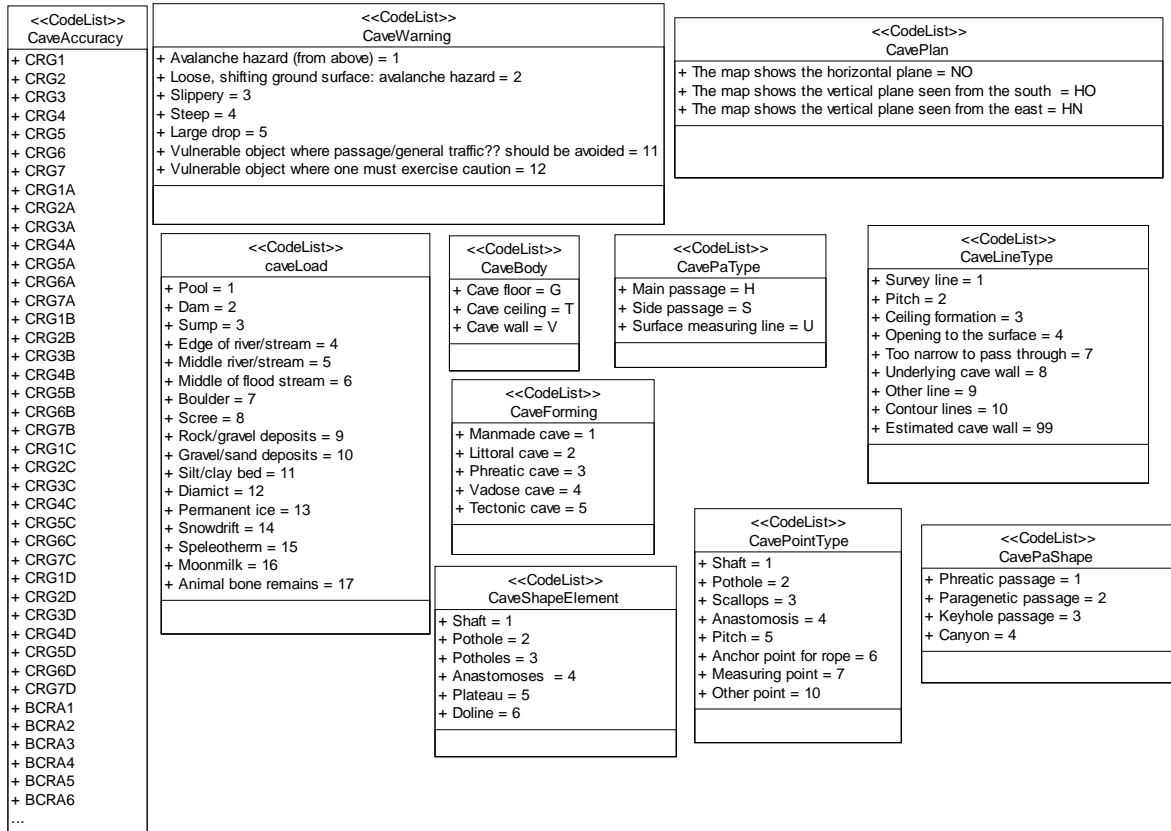 <<CodeList>>
CaveAccuracy
+ CRG1
+ CRG2
+ CRG3
+ CRG4
+ CRG5
+ CRG6
+ CRG7
+ CRG1A
+ CRG2A
+ CRG3A
+ CRG4A
+ CRG5A
+ CRG6A
+ CRG7A
+ CRG1B
+ CRG2B
+ CRG3B
+ CRG4B
+ CRG5B
+ CRG6B
+ CRG7B
+ CRG1C
+ CRG2C
+ CRG3C
+ CRG4C
+ CRG5C
+ CRG6C
+ CRG7C
+ CRG1D
+ CRG2D
+ CRG3D
+ CRG4D
+ CRG5D
+ CRG6D
+ CRG7D
+ BCRA1
+ BCRA2
+ BCRA3
+ BCRA4
+ BCRA5
+ BCRA6
...
<<CodeList>>
CaveWarning
+ Avalanche hazard (from above) = 1
+ Loose, shifting ground surface: avalanche hazard = 2
+ Slippery = 3
+ Steep = 4
+ Large drop = 5
+ Vulnerable object where passage/general traffic?? should be avoided = 11
+ Vulnerable object where one must exercise caution = 12
<<CodeList>>
CavePlan
+ The map shows the horizontal plane = NO
+ The map shows the vertical plane seen from the south = HO
+ The map shows the vertical plane seen from the east = HN
<<CodeList>>
caveLoad
+ Pool = 1
+ Dam = 2
+ Sump = 3
+ Edge of river/stream = 4
+ Middle river/stream = 5
+ Middle of flood stream = 6
+ Boulder = 7
+ Scree = 8
+ Rock/gravel deposits = 9
+ Gravel/sand deposits = 10
+ Silt/clay bed = 11
+ Diamict = 12
+ Permanent ice = 13
+ Snowdrift = 14
+ Speleotherm = 15
+ Moonmilk = 16
+ Animal bone remains = 17
<<CodeList>>
CaveBody
+ Cave floor = G
+ Cave ceiling = T
+ Cave wall = V
<<CodeList>>
CavePaType
+ Main passage = H
+ Side passage = S
+ Surface measuring line = U
<<CodeList>>
CaveLineType
+ Survey line = 1
+ Pitch = 2
+ Ceiling formation = 3
+ Opening to the surface = 4
+ Too narrow to pass through = 7
+ Underlying cave wall = 8
+ Other line = 9
+ Contour lines = 10
+ Estimated cave wall = 99
<<CodeList>>
CaveForming
+ Manmade cave = 1
+ Littoral cave = 2
+ Phreatic cave = 3
+ Vadose cave = 4
+ Tectonic cave = 5
<<CodeList>>
CaveShapeElement
+ Shaft = 1
+ Pothole = 2
+ Potholes = 3
+ Anastomoses = 4
+ Plateau = 5
+ Doline = 6
<<CodeList>>
CavePointType
+ Shaft = 1
+ Pothole = 2
+ Scallops = 3
+ Anastomosis = 4
+ Pitch = 5
+ Anchor point for rope = 6
+ Measuring point = 7
+ Other point = 10
<<CodeList>>
CavePaShape
+ Phreatic passage = 1
+ Paragenetic passage = 2
+ Keyhole passage = 3
+ Canyon = 4